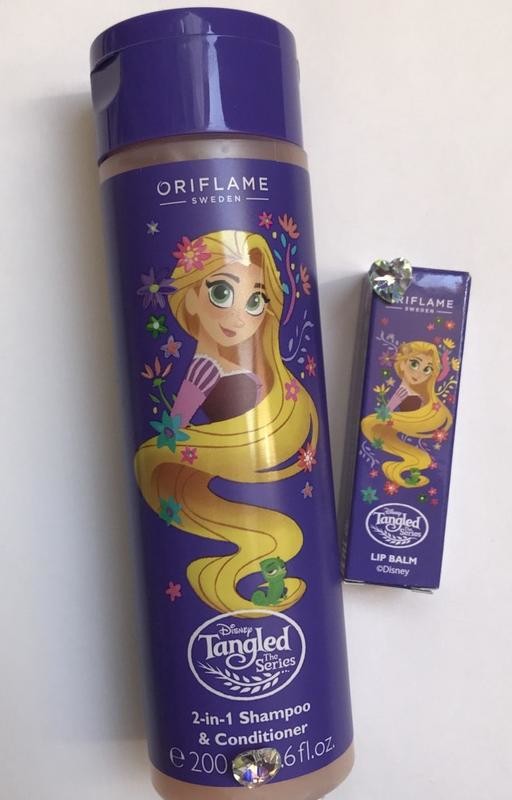 ORIFLAME
SWEDEN
Disney
Tangled
The
Series
2-in-1 Shampoo
& Conditioner
e 200 .6 fl.oz.
RIFLAME
SWEDEN
Disney
Tangled
The
Series
LIP BALM
©Disney